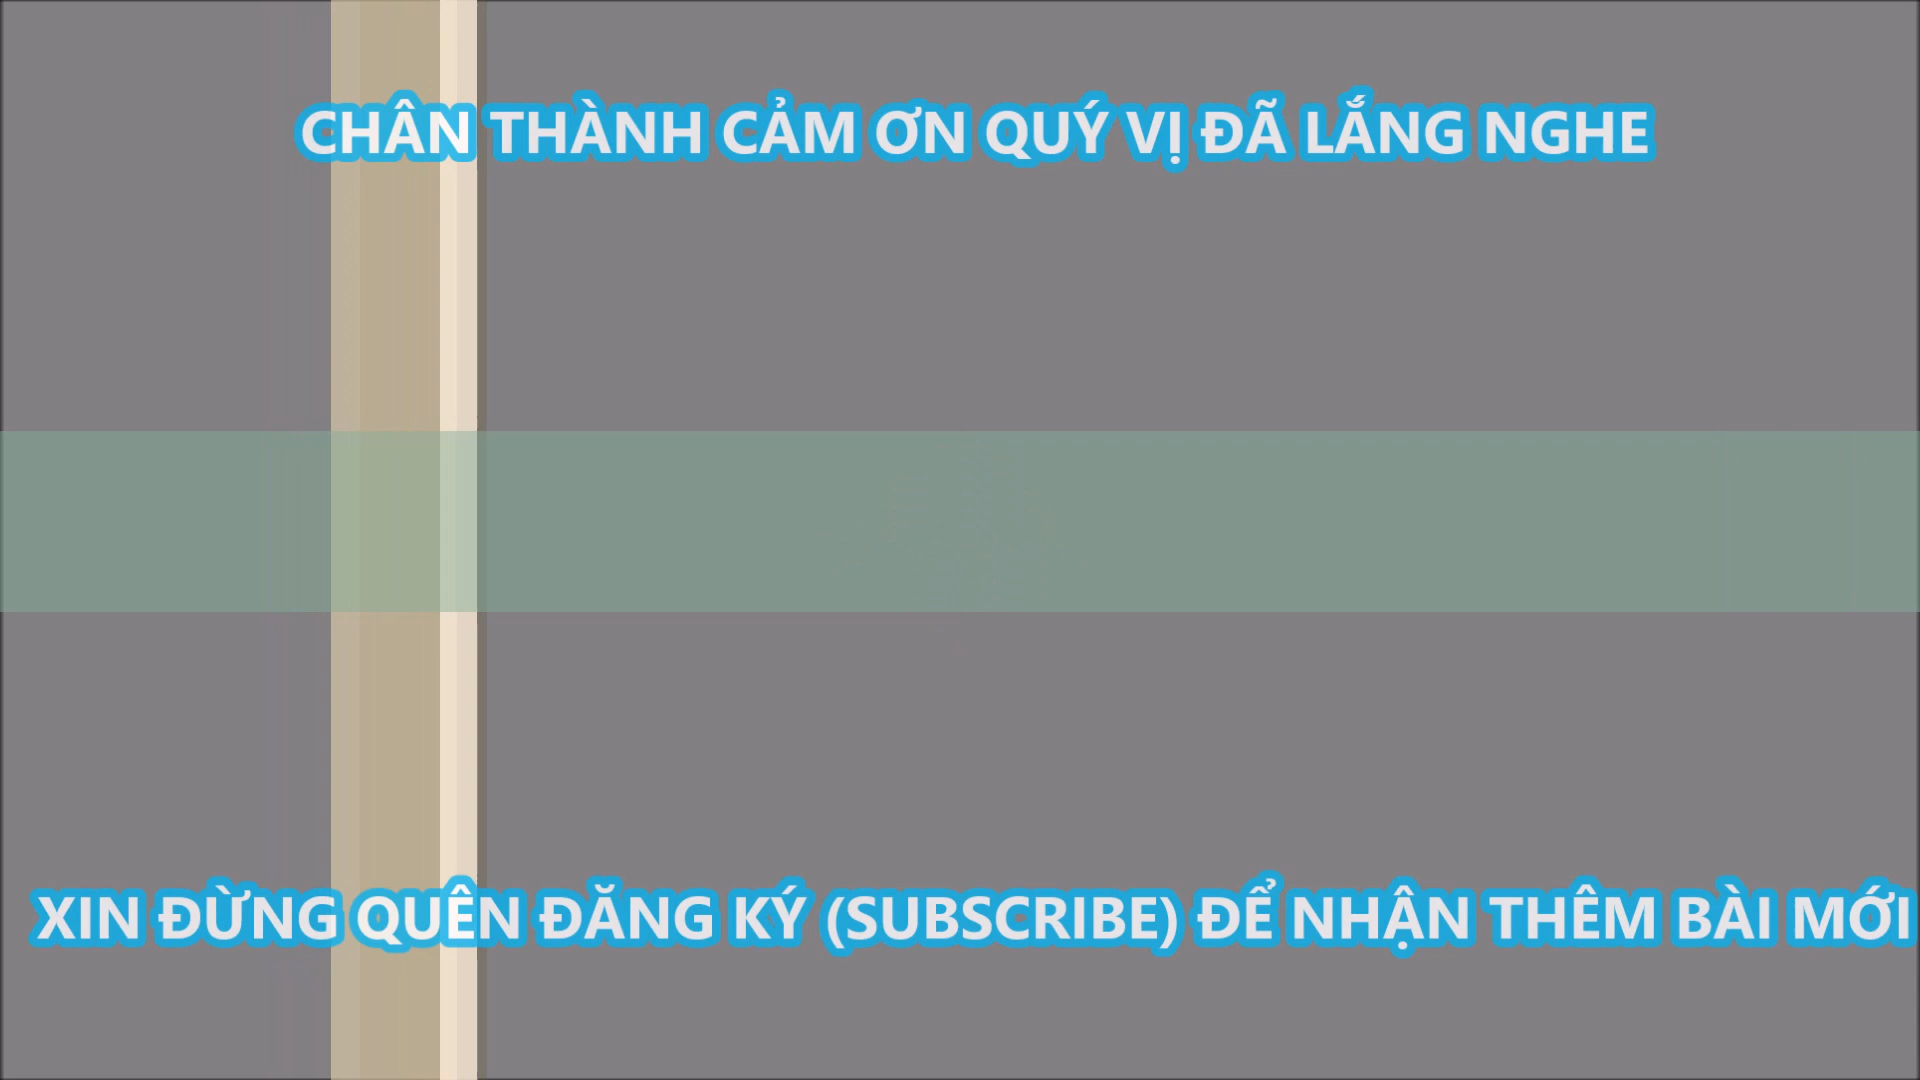 CHÂN THÀNH CẢM ƠN QUÝ VỊ ĐÃ LẮNG NGHE
XIN ĐỪNG QUÊN ĐĂNG KÝ (SUBSCRIBE) ĐỂ NHẬN THÊM BÀI MỚI